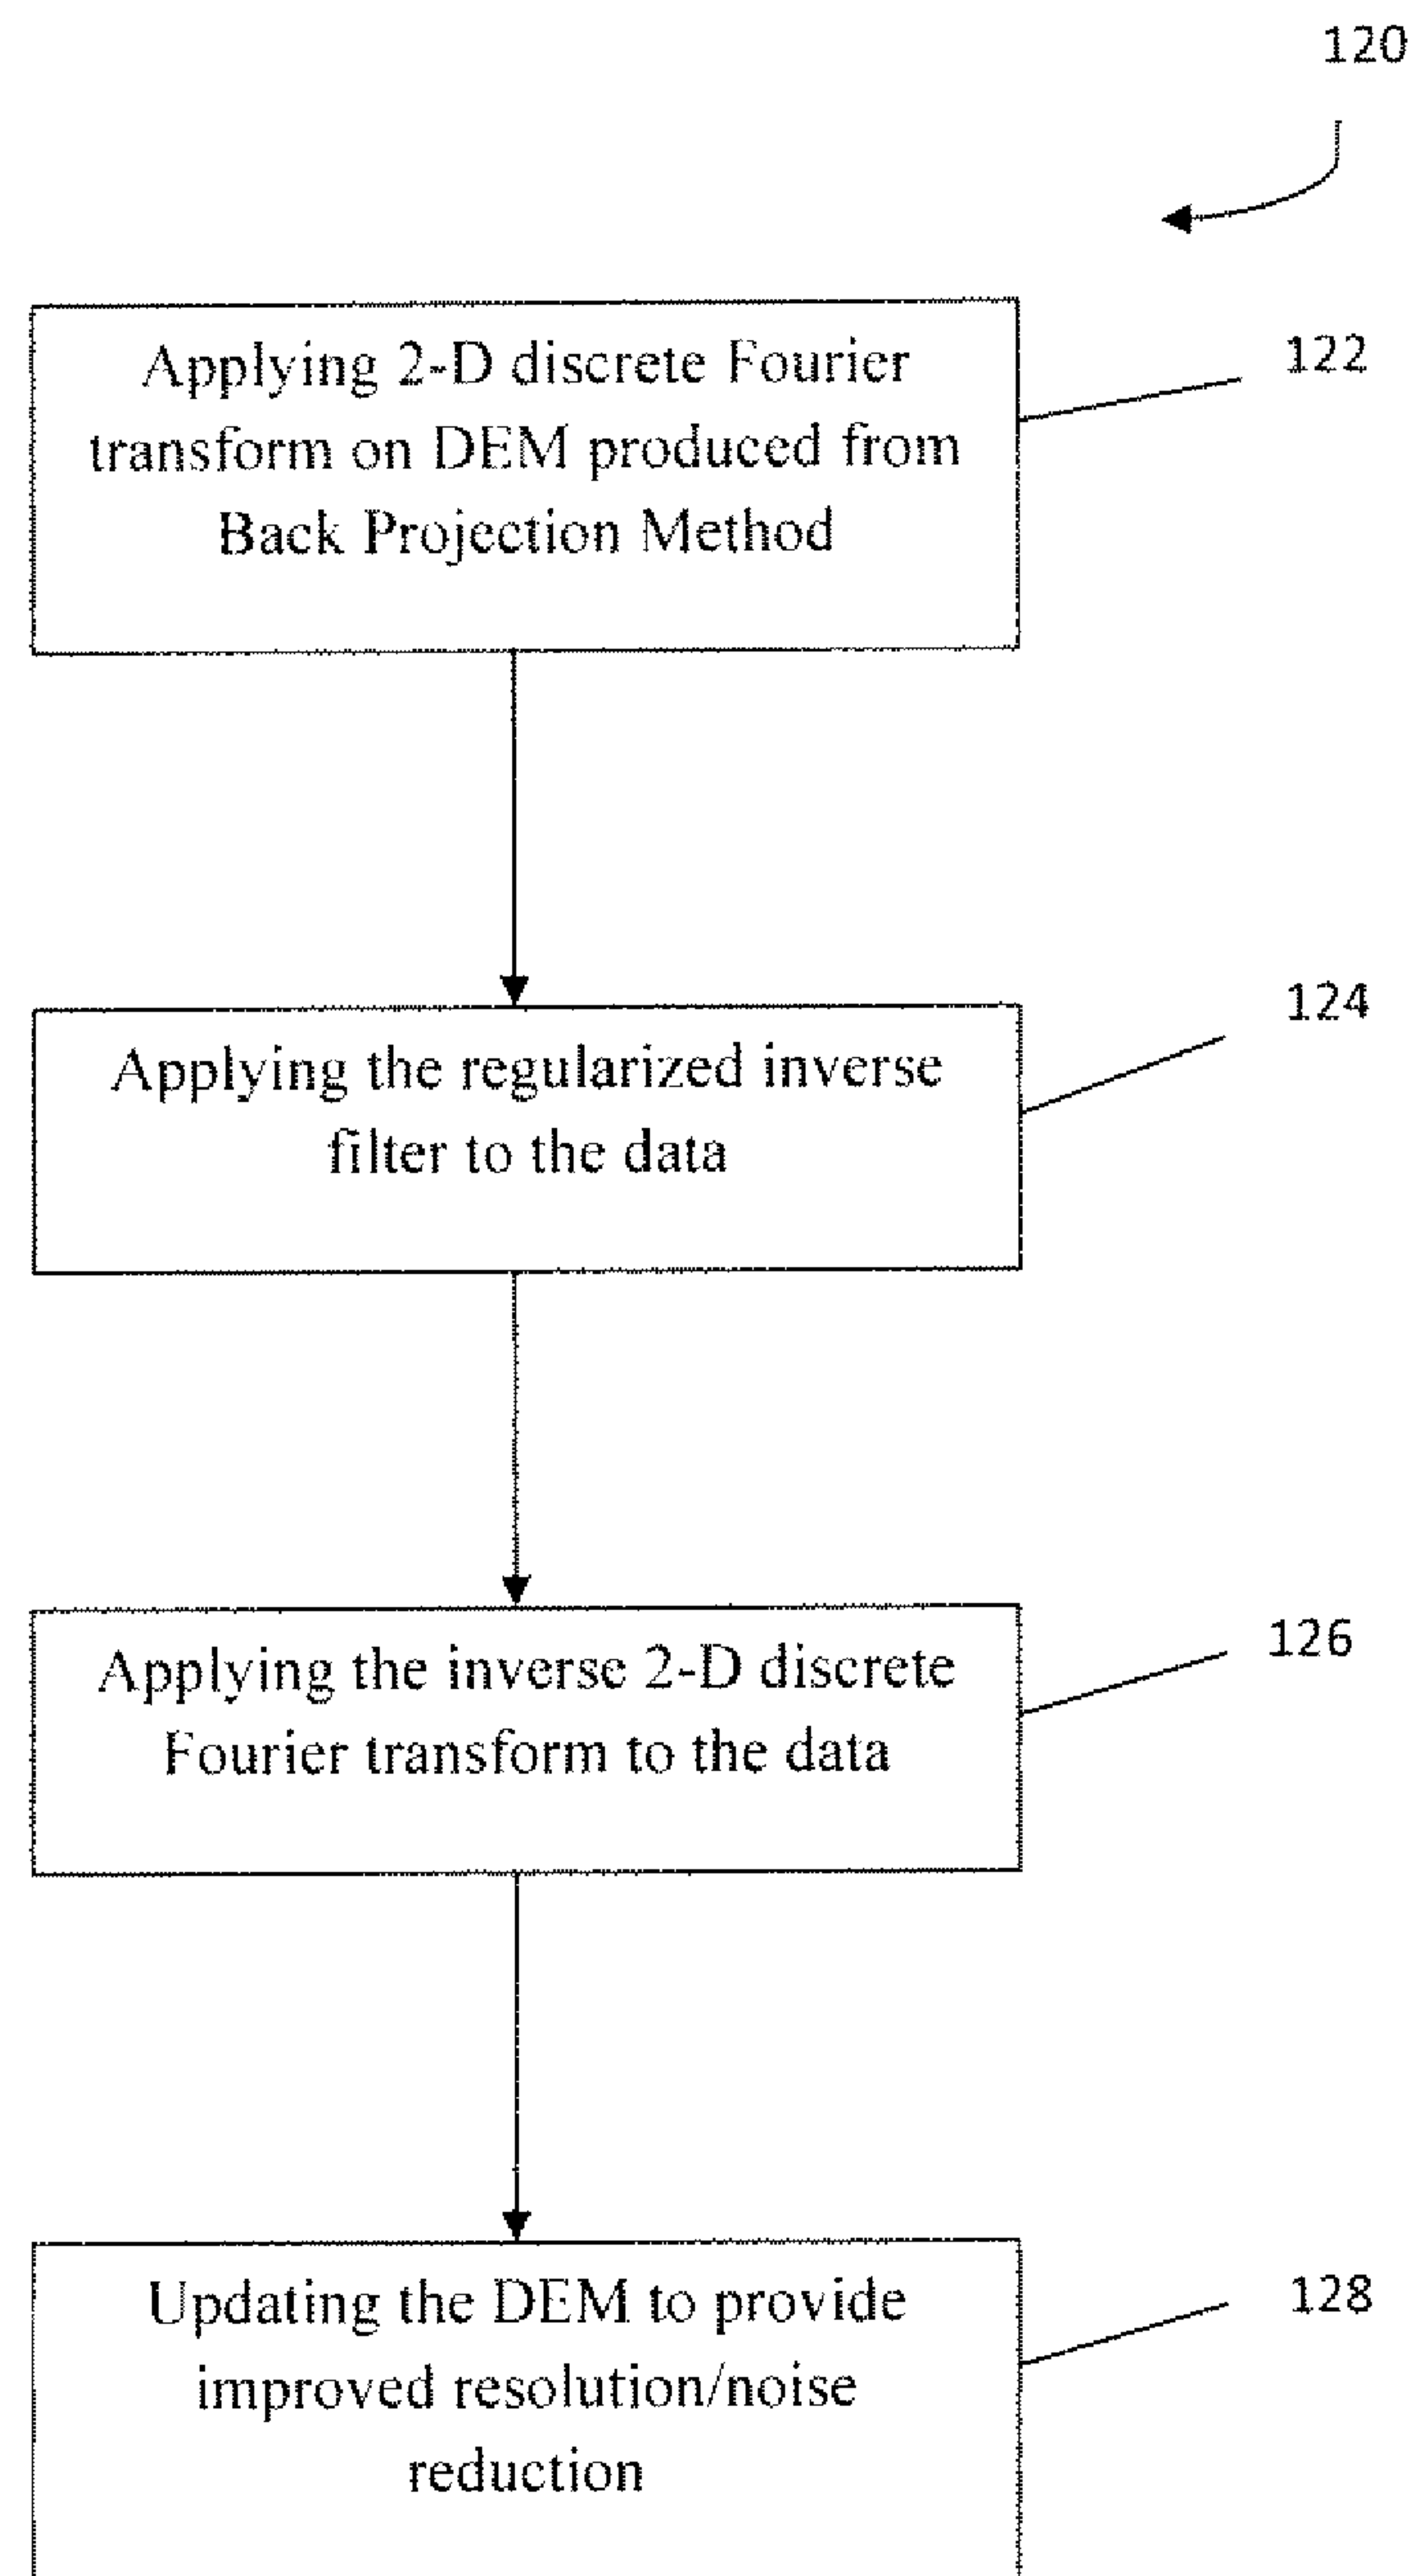 120
Applying 2-D discrete Fourier
transform on DEM produced from
Back Projection Method
122
Applying the regularized inverse
filter to the data
124
Applying the inverse 2-D discrete
Fourier transform to the data
126
Updating the DEM to provide
improved resolution/noise
reduction
128